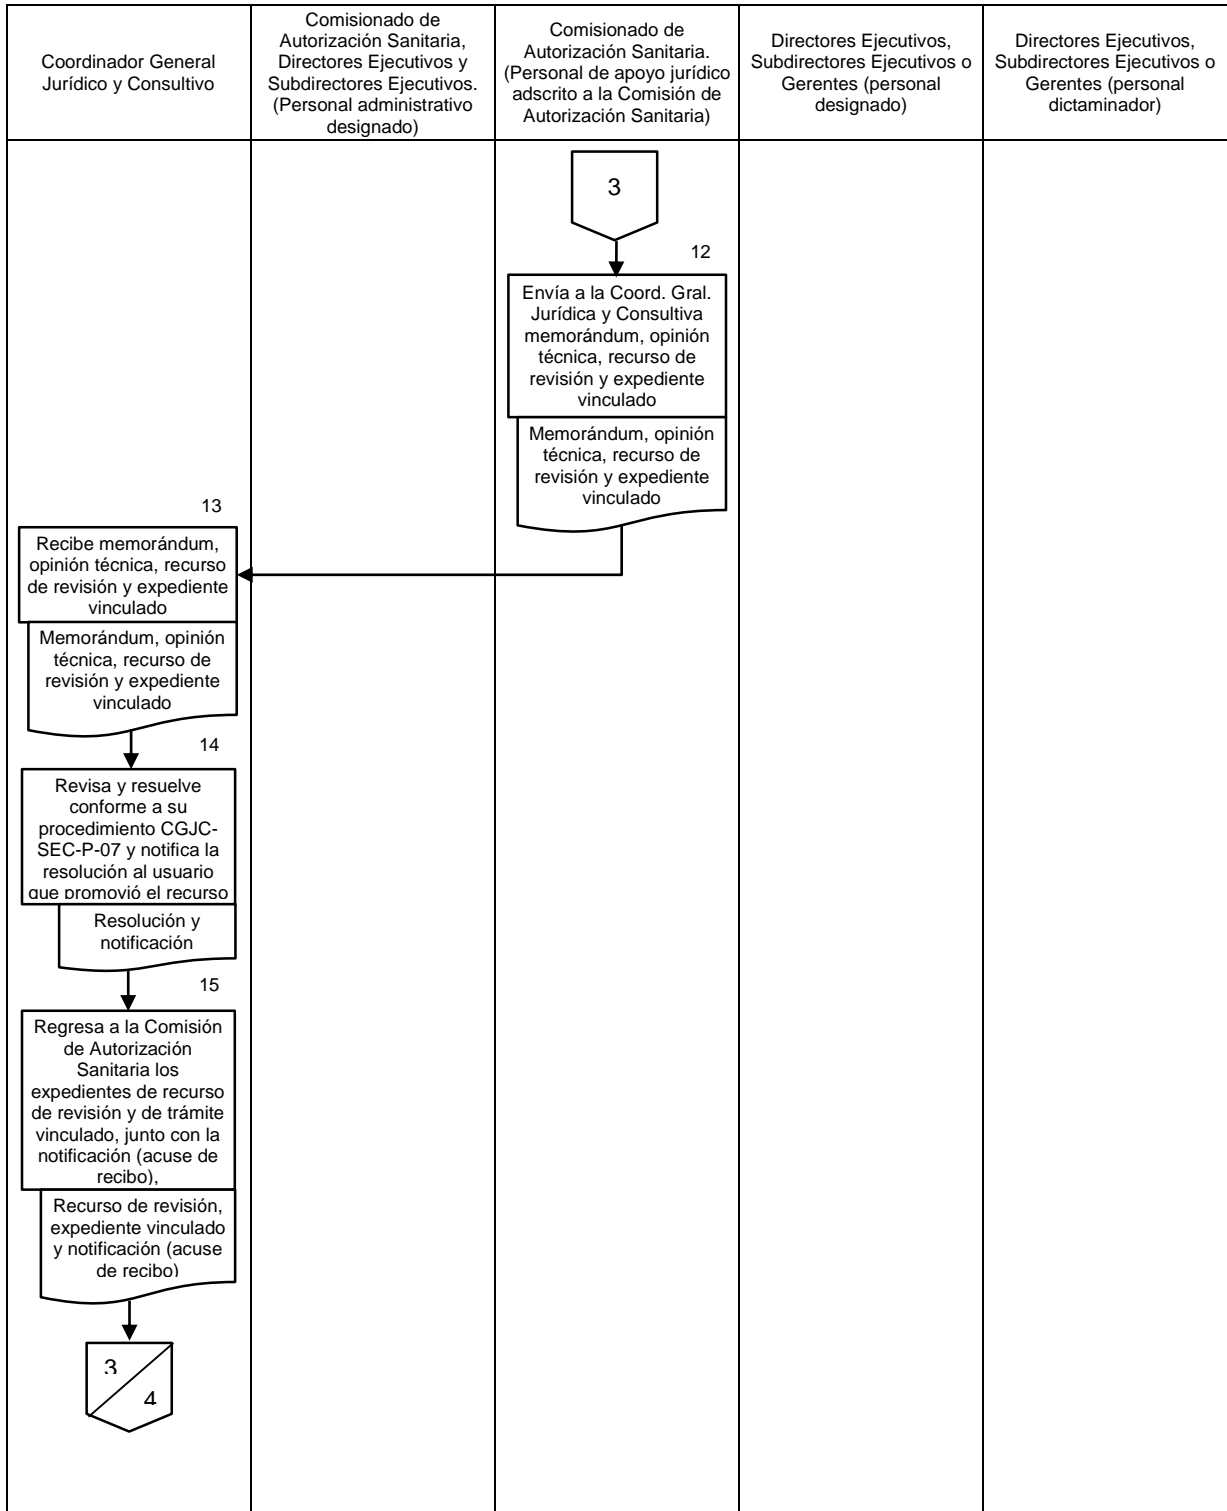 Coordinador General
Jurídico y Consultivo
Comisionado de
Autorización Sanitaria,
Directores Ejecutivos y
Subdirectores Ejecutivos.
(Personal administrativo
designado)
Comisionado de
Autorización Sanitaria.
(Personal de apoyo jurídico
adscrito a la Comisión de
Autorización Sanitaria)
Directores Ejecutivos,
Subdirectores Ejecutivos o
Gerentes (personal
designado)
Directores Ejecutivos,
Subdirectores Ejecutivos o
Gerentes (personal
dictaminador)
3
12
Envía a la Coord. Gral.
Jurídica y Consultiva
memorándum, opinión
técnica, recurso de
revisión y expediente
vinculado
Memorándum, opinión
técnica, recurso de
revisión y expediente
vinculado
13
Recibe memorándum,
opinión técnica, recurso
de revisión y expediente
vinculado
Memorándum, opinión
técnica, recurso de
revisión y expediente
vinculado
14
Revisa y resuelve
conforme a su
procedimiento CGJC-
SEC-P-07 y notifica la
resolución al usuario
que promovió el recurso
Resolución y
notificación
15
Regresa a la Comisión
de Autorización
Sanitaria los
expedientes de recurso
de revisión y de trámite
vinculado, junto con la
notificación (acuse de
recibo),
Recurso de revisión,
expediente vinculado
y notificación (acuse
de recibo)
3
4